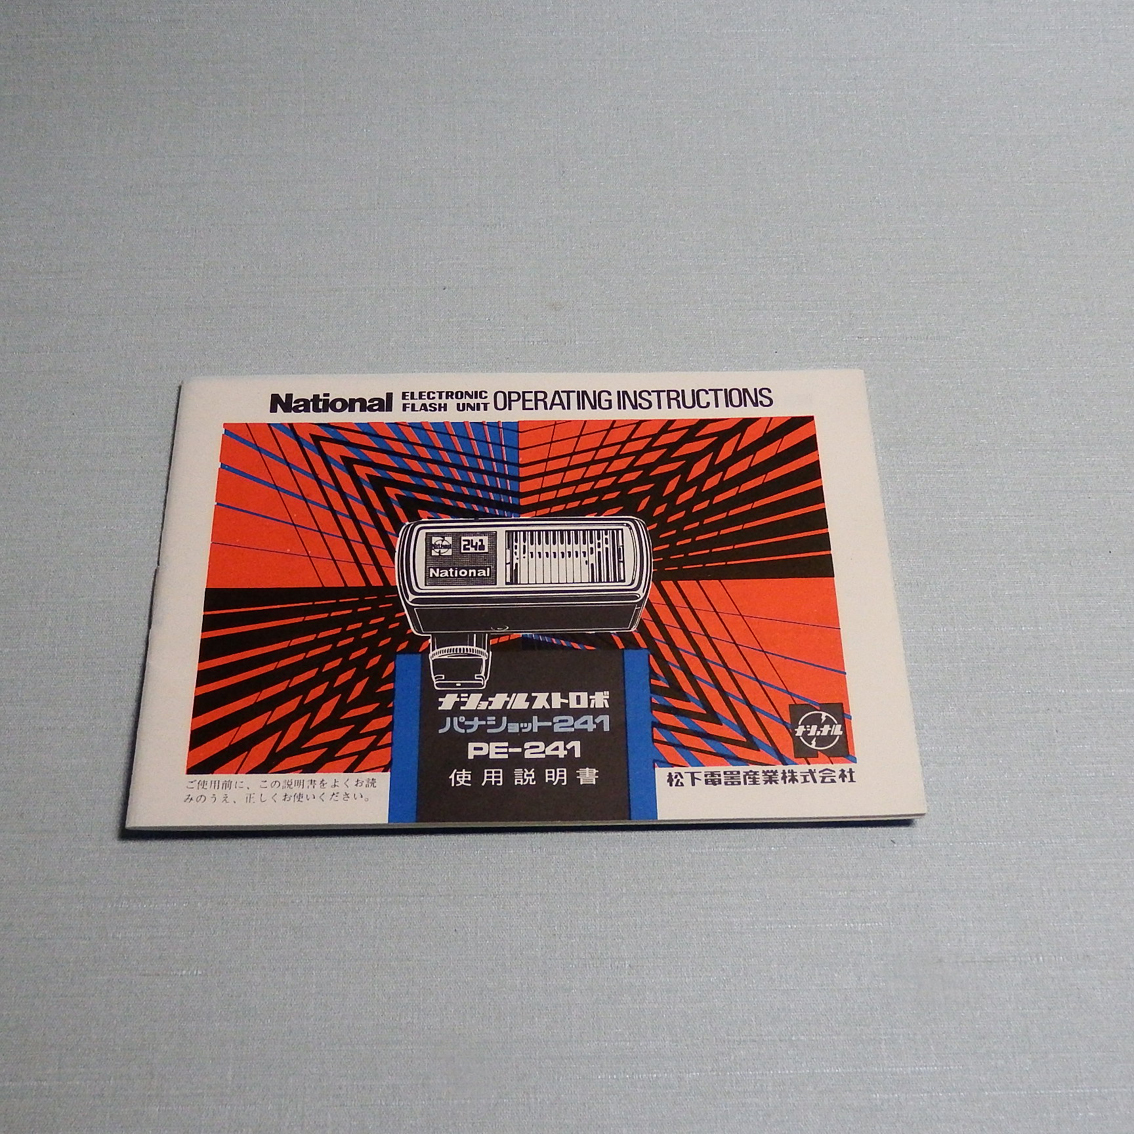 National ELECTRONIC FLASH UNIT OPERATING INSTRUCTIONS
241
National
ナショナルストロボ
パナショット241
PE-241
使用説明書
ナショナル
松下電器産業株式会社
ご使用前に、この説明書をよくお読
みのうえ、正しくお使いください。